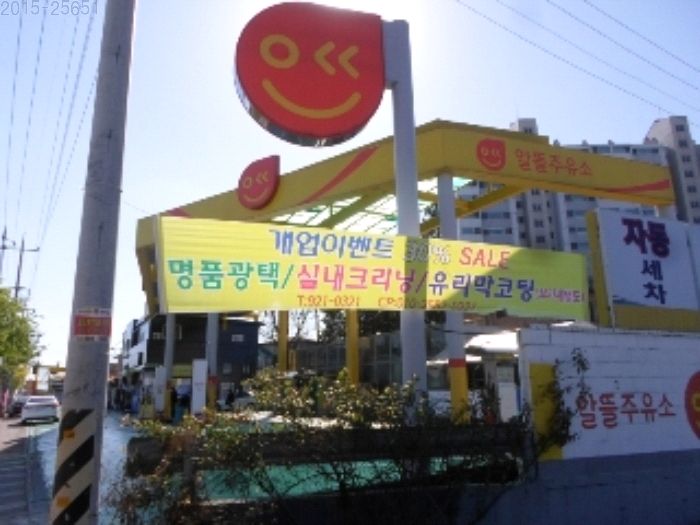 2015-25651
알뜰주유소
개업이벤트 30% SALE
명품광택/실내크리닝/유리막코팅
T:921-0321
자동
세차
알뜰주유소